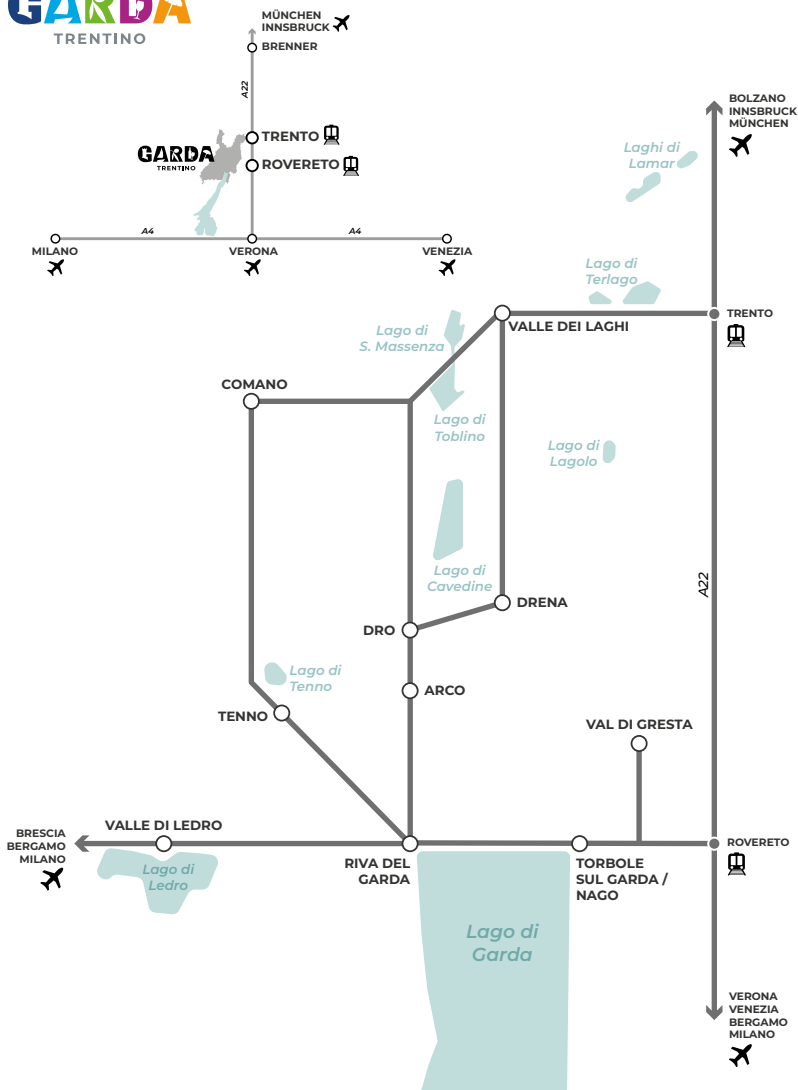 GARDA
TRENTINO
MÜNCHEN
INNSBRUCK
BRENNER
A22
TRENTO
GARDA
TRENTINO
ROVERETO
A4
A4
MILANO
VERONA
VENEZIA
BOLZANO
INNSBRUCK
MÜNCHEN
Laghi di
Lamar
Lago di
Terlago
TRENTO
VALLE DEI LAGHI
Lago di
S. Massenza
COMANO
Lago di
Toblino
Lago di
Lagolo
Lago di
Cavedine
A22
DRENA
DRO
Lago di
Tenno
ARCO
TENNO
VAL DI GRESTA
VALLE DI LEDRO
BRESCIA
BERGAMO
MILANO
Lago di
Ledro
RIVA DEL
GARDA
TORBOLE
SUL GARDA /
NAGO
ROVERETO
Lago di
Garda
VERONA
VENEZIA
BERGAMO
MILANO